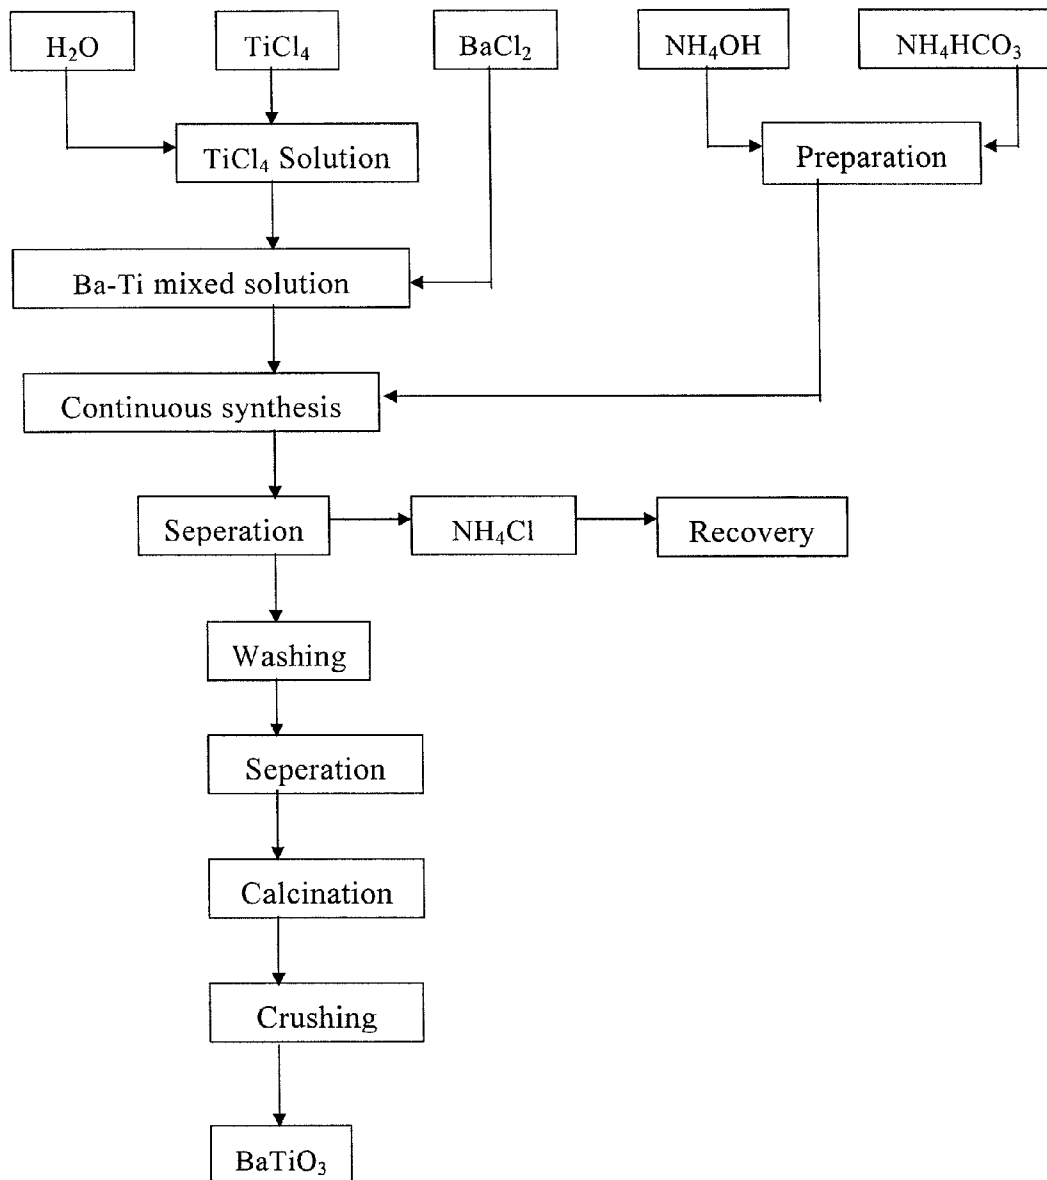 H₂O
TiCl₄
BaCl₂
NH₄OH
NH₄HCO₃
TiCl₄ Solution
Preparation
Ba-Ti mixed solution
Continuous synthesis
Seperation
NH₄Cl
Recovery
Washing
Seperation
Calcination
Crushing
BaTiO₃